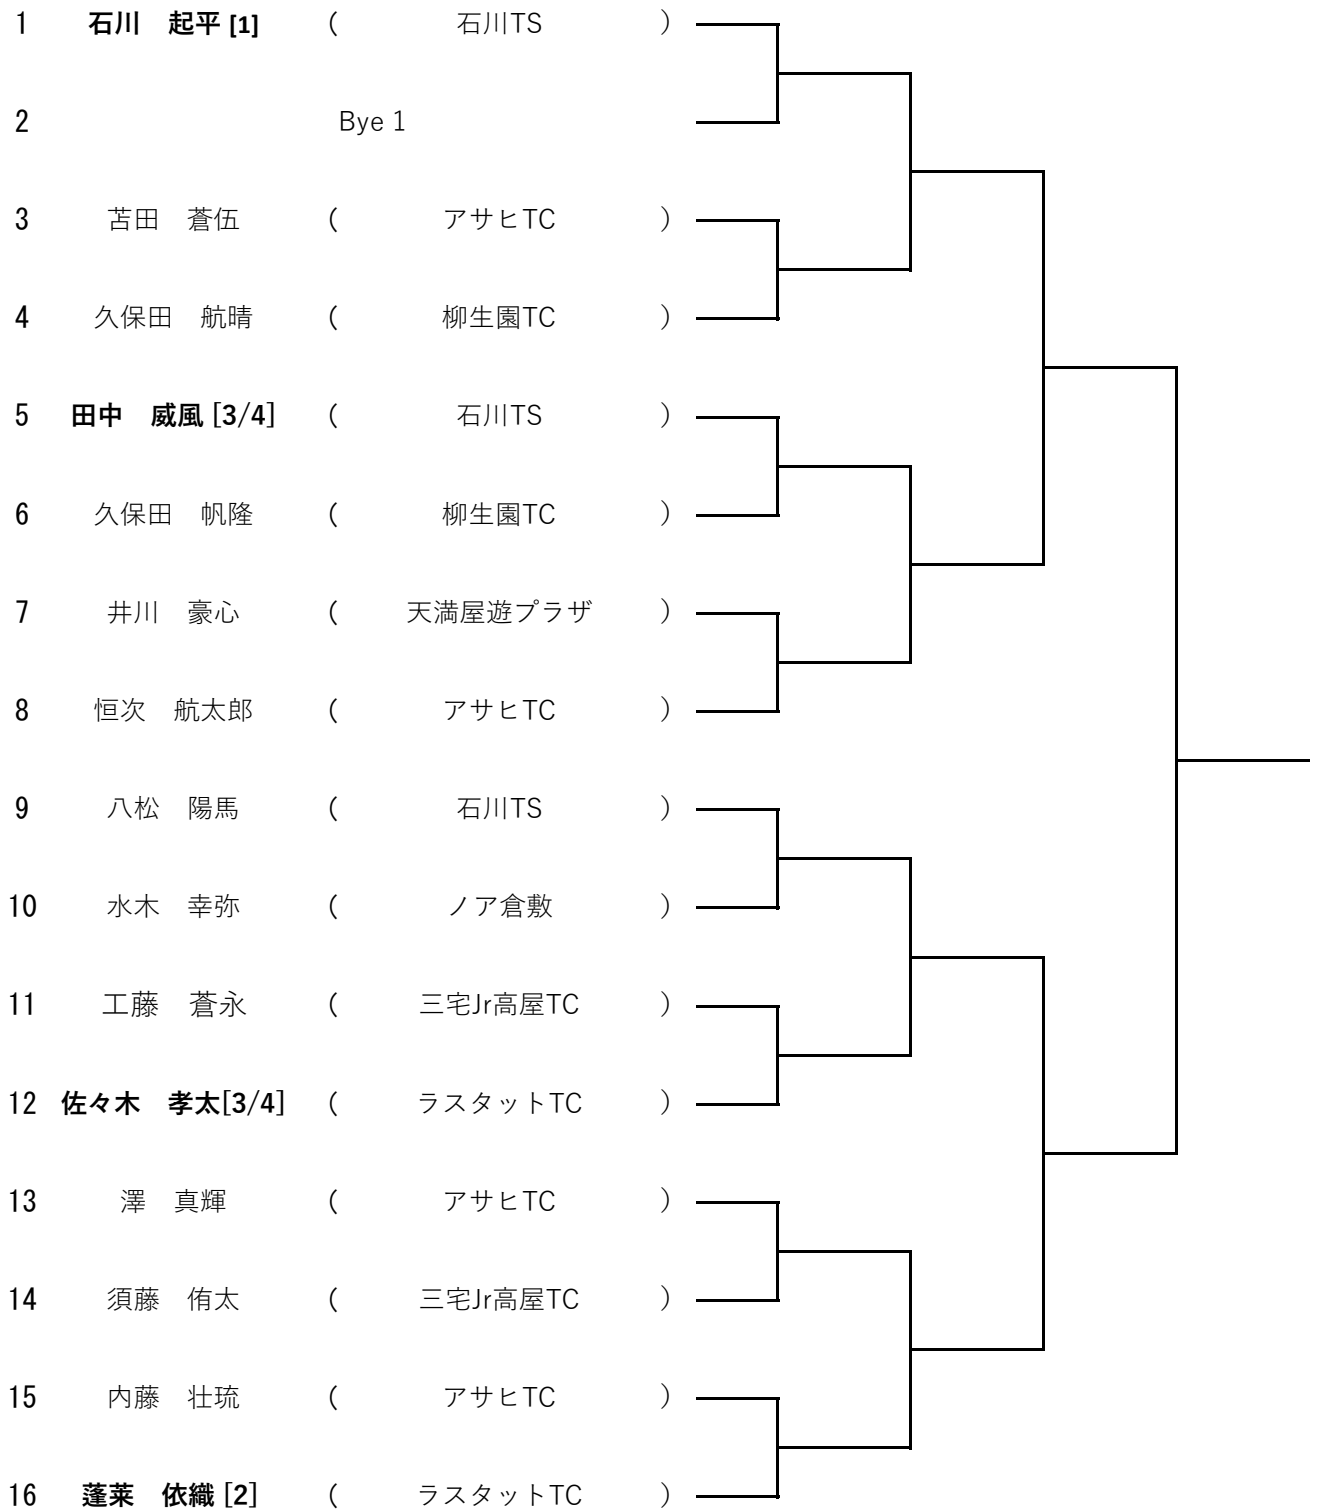 1 石川　起平 [1] ( 石川TS )
2 Bye 1
3 苫田　蒼伍 ( アサヒTC )
4 久保田　航晴 ( 柳生園TC )
5 田中　威風 [3/4] ( 石川TS )
6 久保田　帆隆 ( 柳生園TC )
7 井川　豪心 ( 天満屋遊プラザ )
8 恒次　航太郎 ( アサヒTC )
9 八松　陽馬 ( 石川TS )
10 水木　幸弥 ( ノア倉敷 )
11 工藤　蒼永 ( 三宅Jr高屋TC )
12 佐々木　孝太[3/4] ( ラスタットTC )
13 澤　真輝 ( アサヒTC )
14 須藤　侑太 ( 三宅Jr高屋TC )
15 内藤　壮琉 ( アサヒTC )
16 蓬莱　依織 [2] ( ラスタットTC )